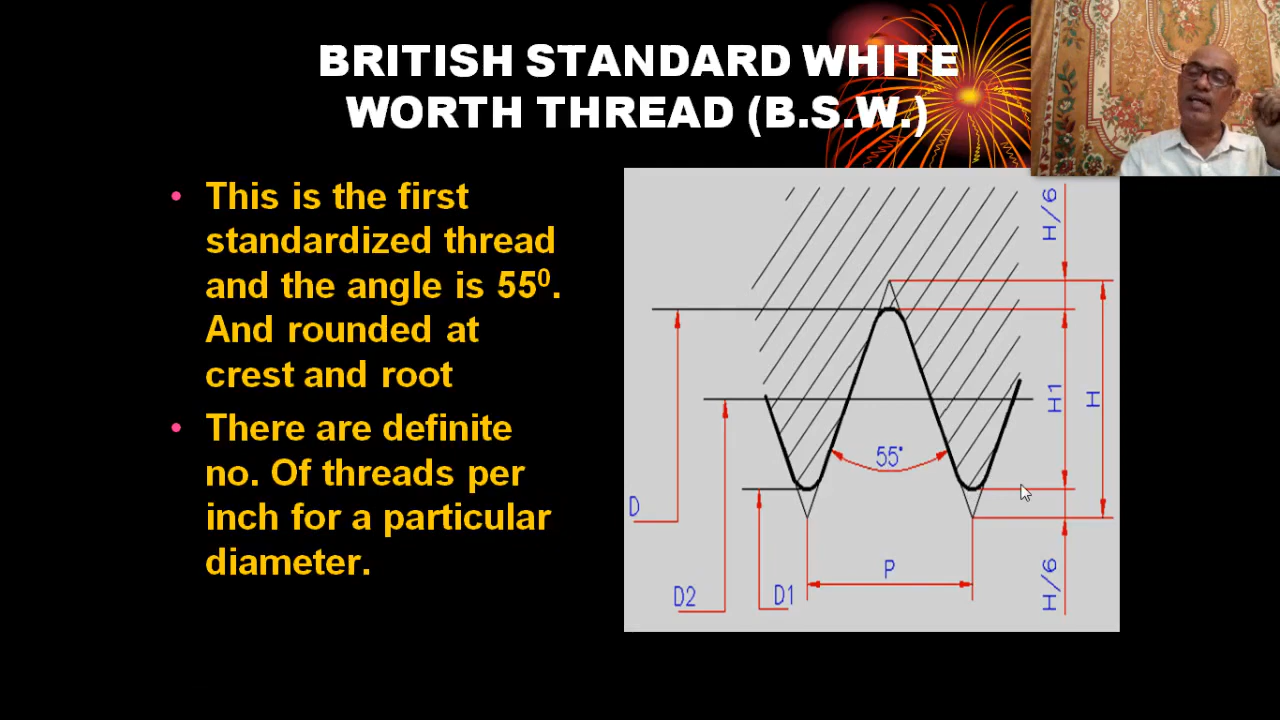 BRITISH STANDARD WHITE
WORTH THREAD (B.S.W.)
• This is the first
standardized thread
and the angle is 55⁰.
And rounded at
crest and root
• There are definite
no. Of threads per
inch for a particular
diameter.
H/6
H1
H
55°
D
P
D2
D1
H/6